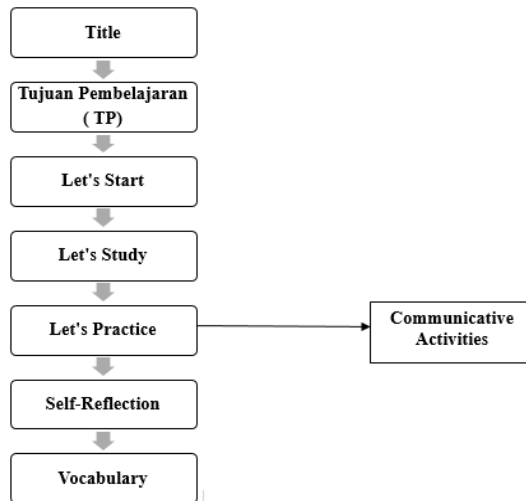 Title
Tujuan Pembelajaran
( TP)
Let's Start
Let's Study
Let's Practice
Communicative
Activities
Self-Reflection
Vocabulary